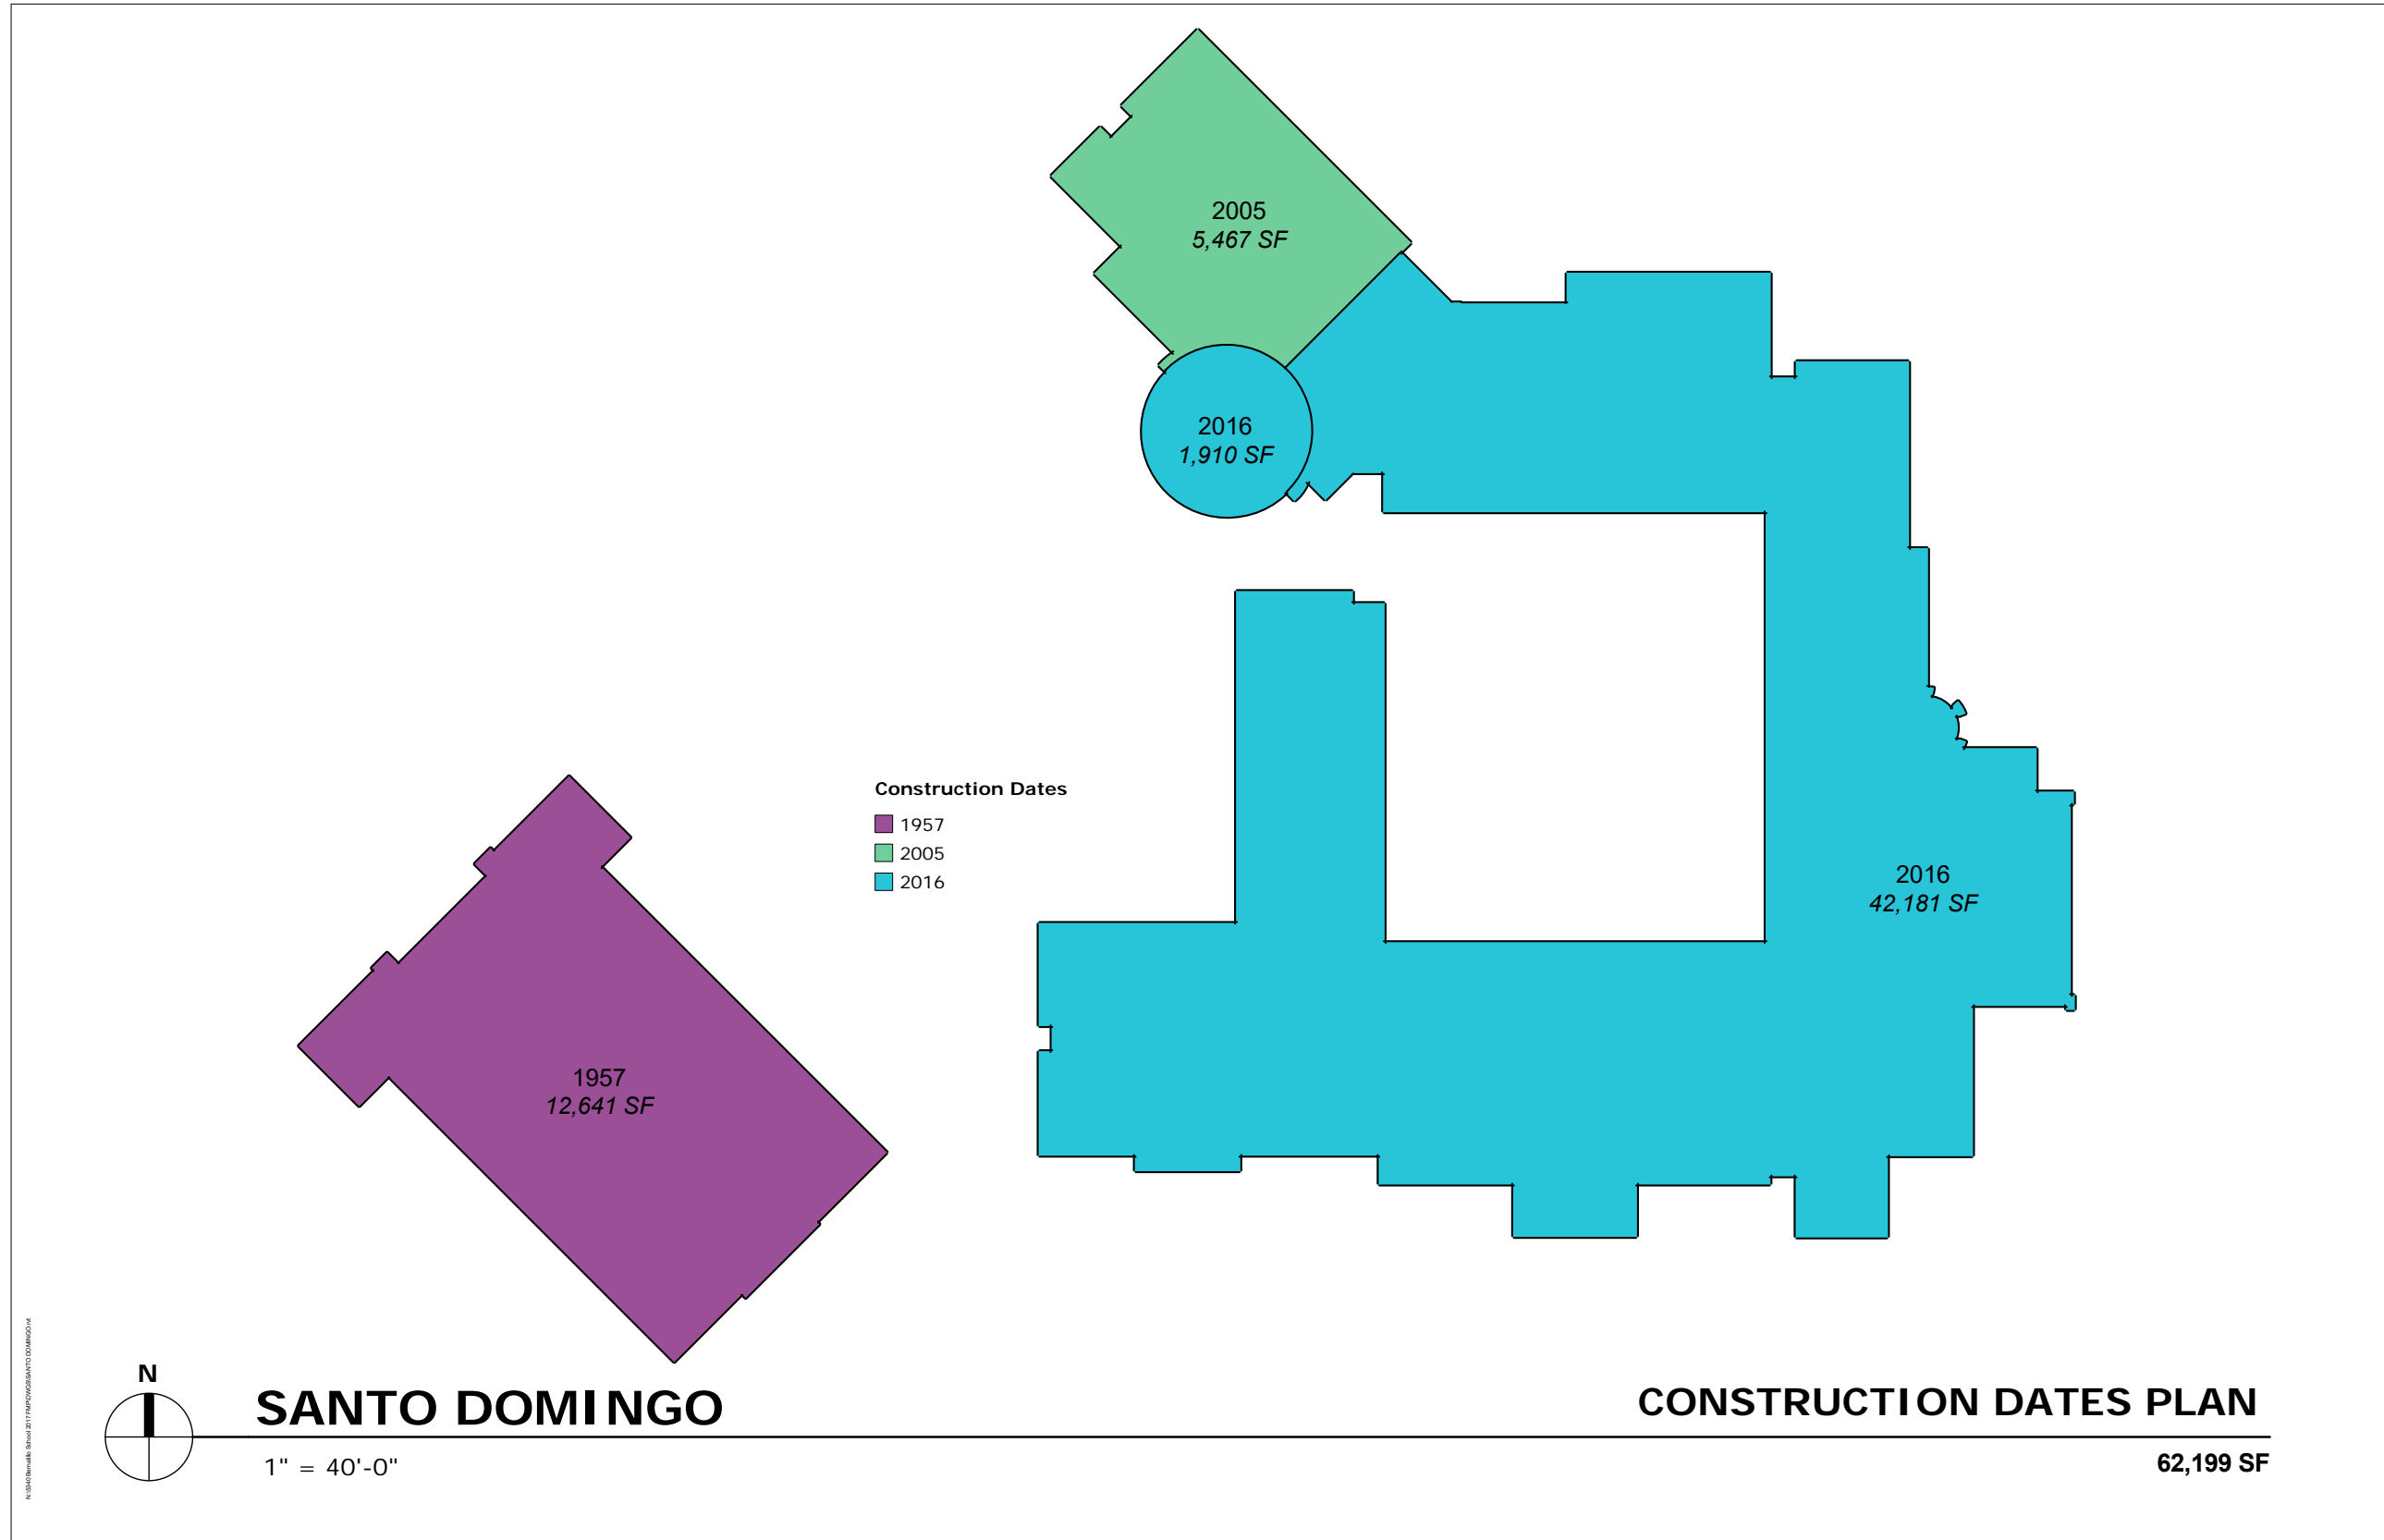 2005
5,467 SF
2016
1,910 SF
Construction Dates
1957
2005
2016
2016
42,181 SF
1957
12,641 SF
N
SANTO DOMINGO
CONSTRUCTION DATES PLAN
1" = 40'-0"
62,199 SF